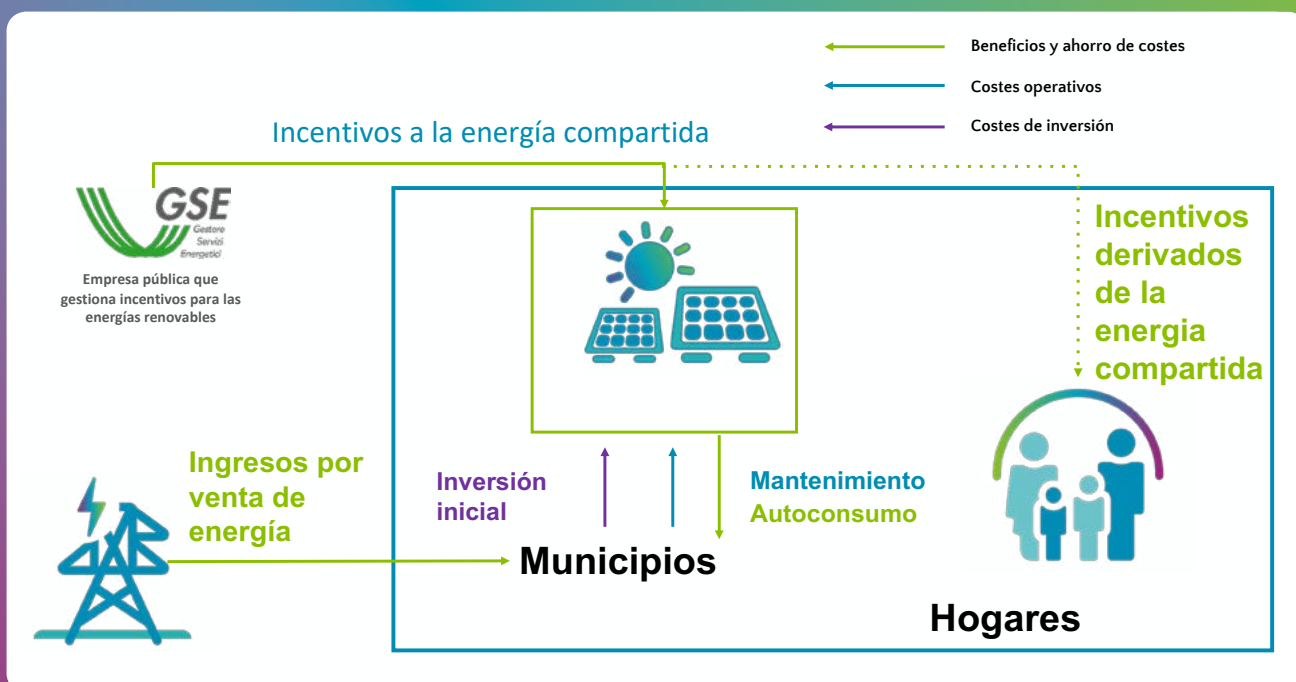 Beneficios y ahorro de costes
Costes operativos
Costes de inversión
Incentivos a la energía compartida
GSE
Gestore
Servizi
Energetici
Empresa pública que
gestiona incentivos para las
energías renovables
Incentivos
derivados
de la
energia
compartida
Ingresos por
venta de
energía
Inversión
inicial
Mantenimiento
Autoconsumo
Municipios
Hogares